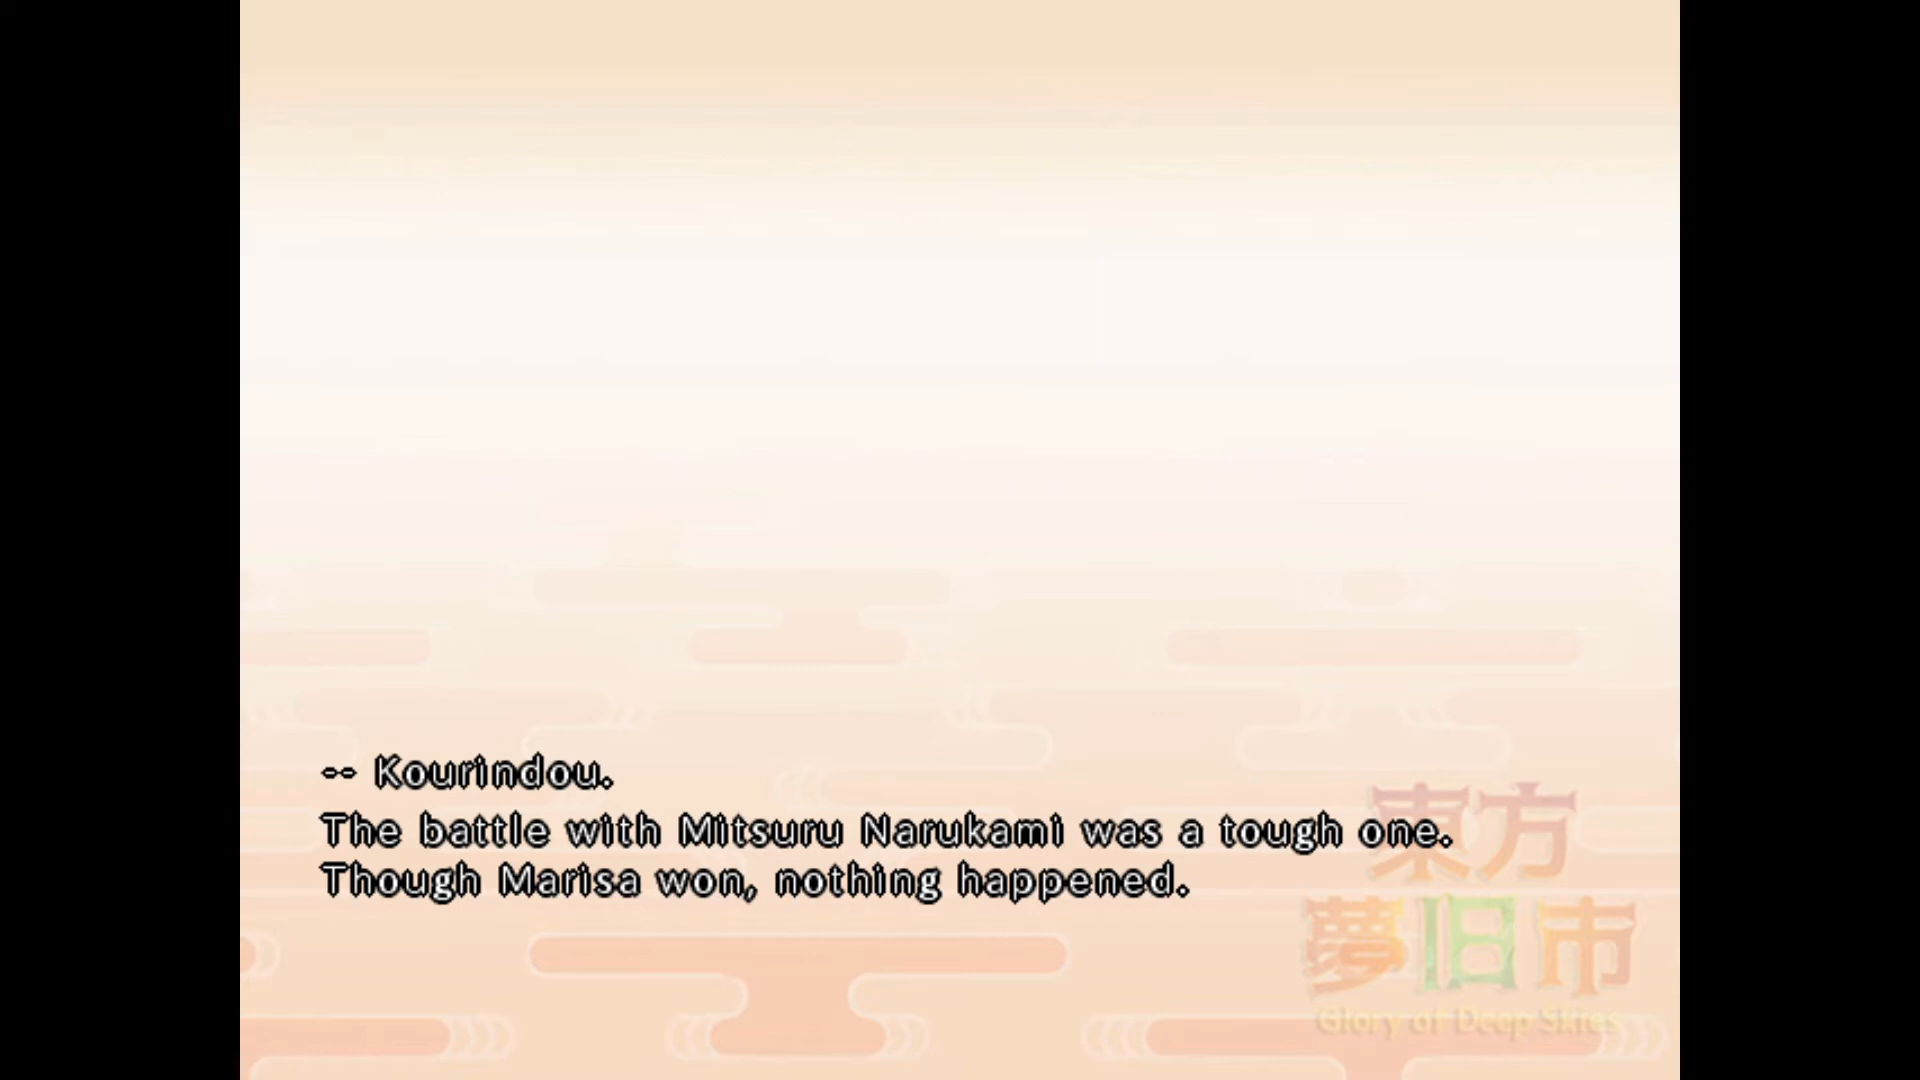 -- Kourindou.
The battle with Mitsuru Narukami was a tough one.
Though Marisa won, nothing happened.
東方
夢旧市
Glory of Deep Skies